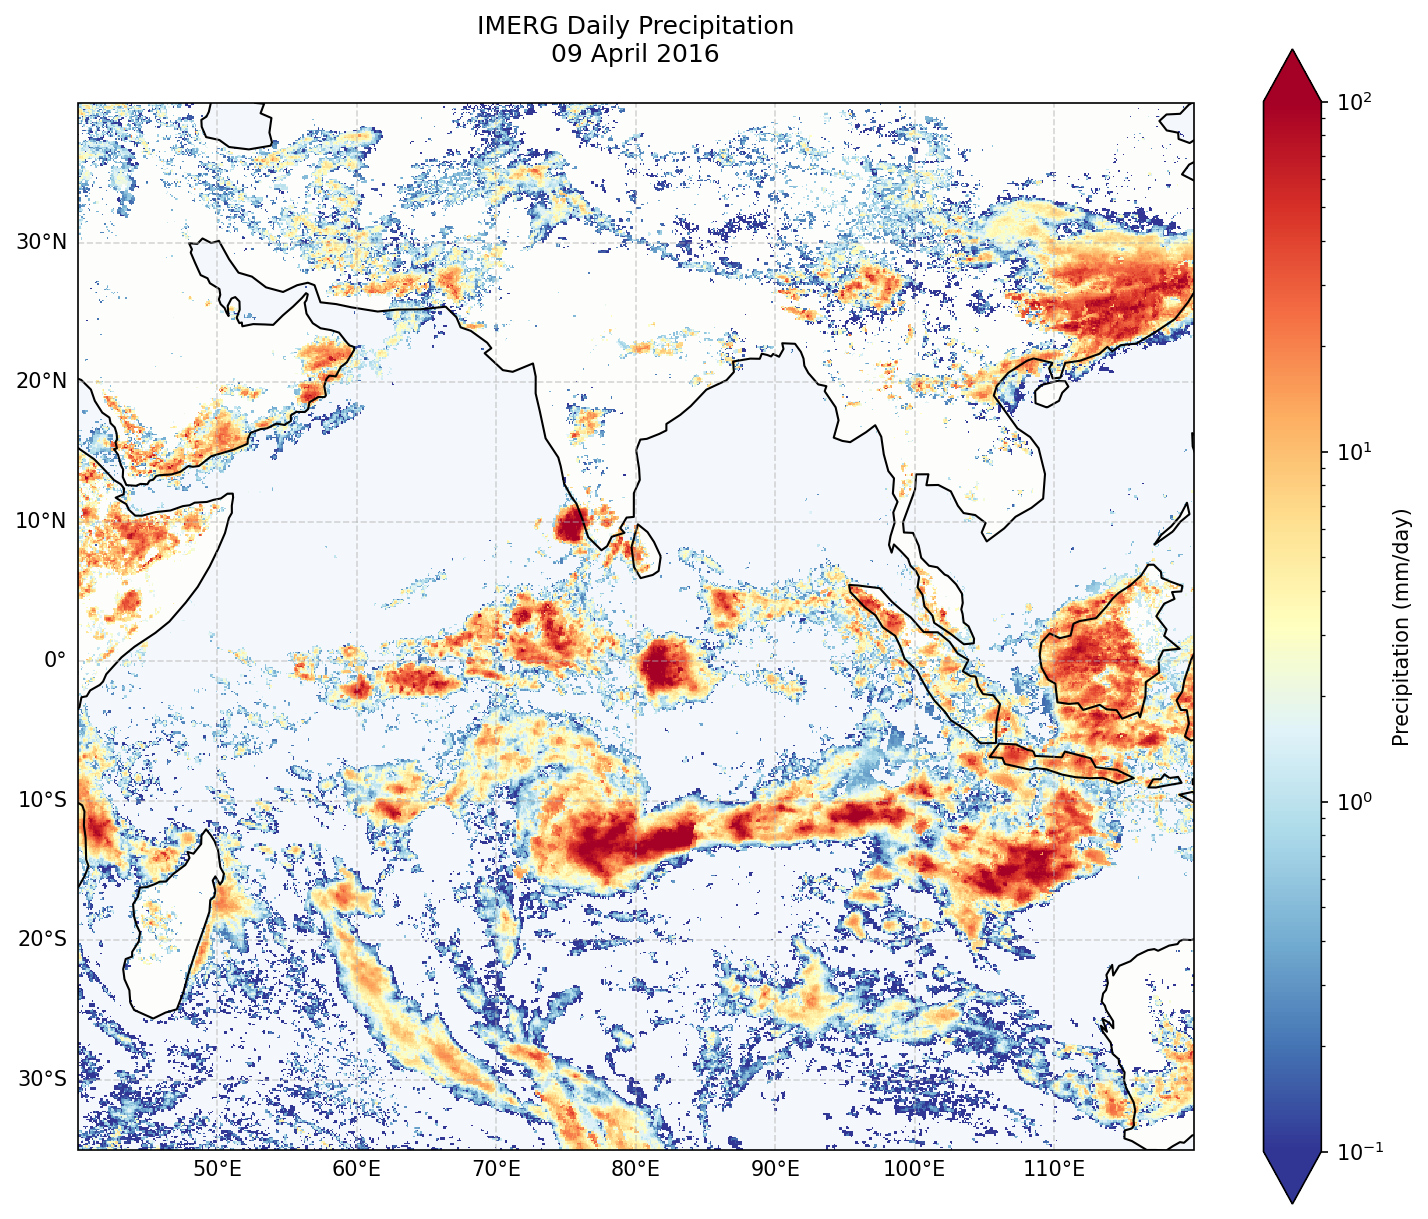 IMERG Daily Precipitation
09 April 2016
30°N
20°N
10°N
0°
10°S
20°S
30°S
50°E 60°E 70°E 80°E 90°E 100°E 110°E
10²
10¹
10⁰
10⁻¹
Precipitation (mm/day)